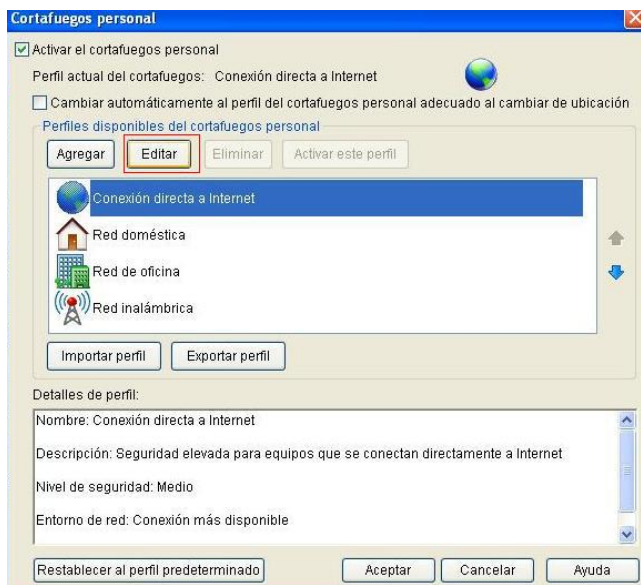 Cortafuegos personal
Activar el cortafuegos personal
Perfil actual del cortafuegos: Conexión directa a Internet
Cambiar automáticamente al perfil del cortafuegos personal adecuado al cambiar de ubicación
Perfiles disponibles del cortafuegos personal
Agregar Editar Eliminar Activar este perfil
Conexión directa a Internet
Red doméstica
Red de oficina
Red inalámbrica
Importar perfil Exportar perfil
Detalles de perfil:
Nombre: Conexión directa a Internet
Descripción: Seguridad elevada para equipos que se conectan directamente a Internet
Nivel de seguridad: Medio
Entorno de red: Conexión más disponible
Restablecer al perfil predeterminado Aceptar Cancelar Ayuda